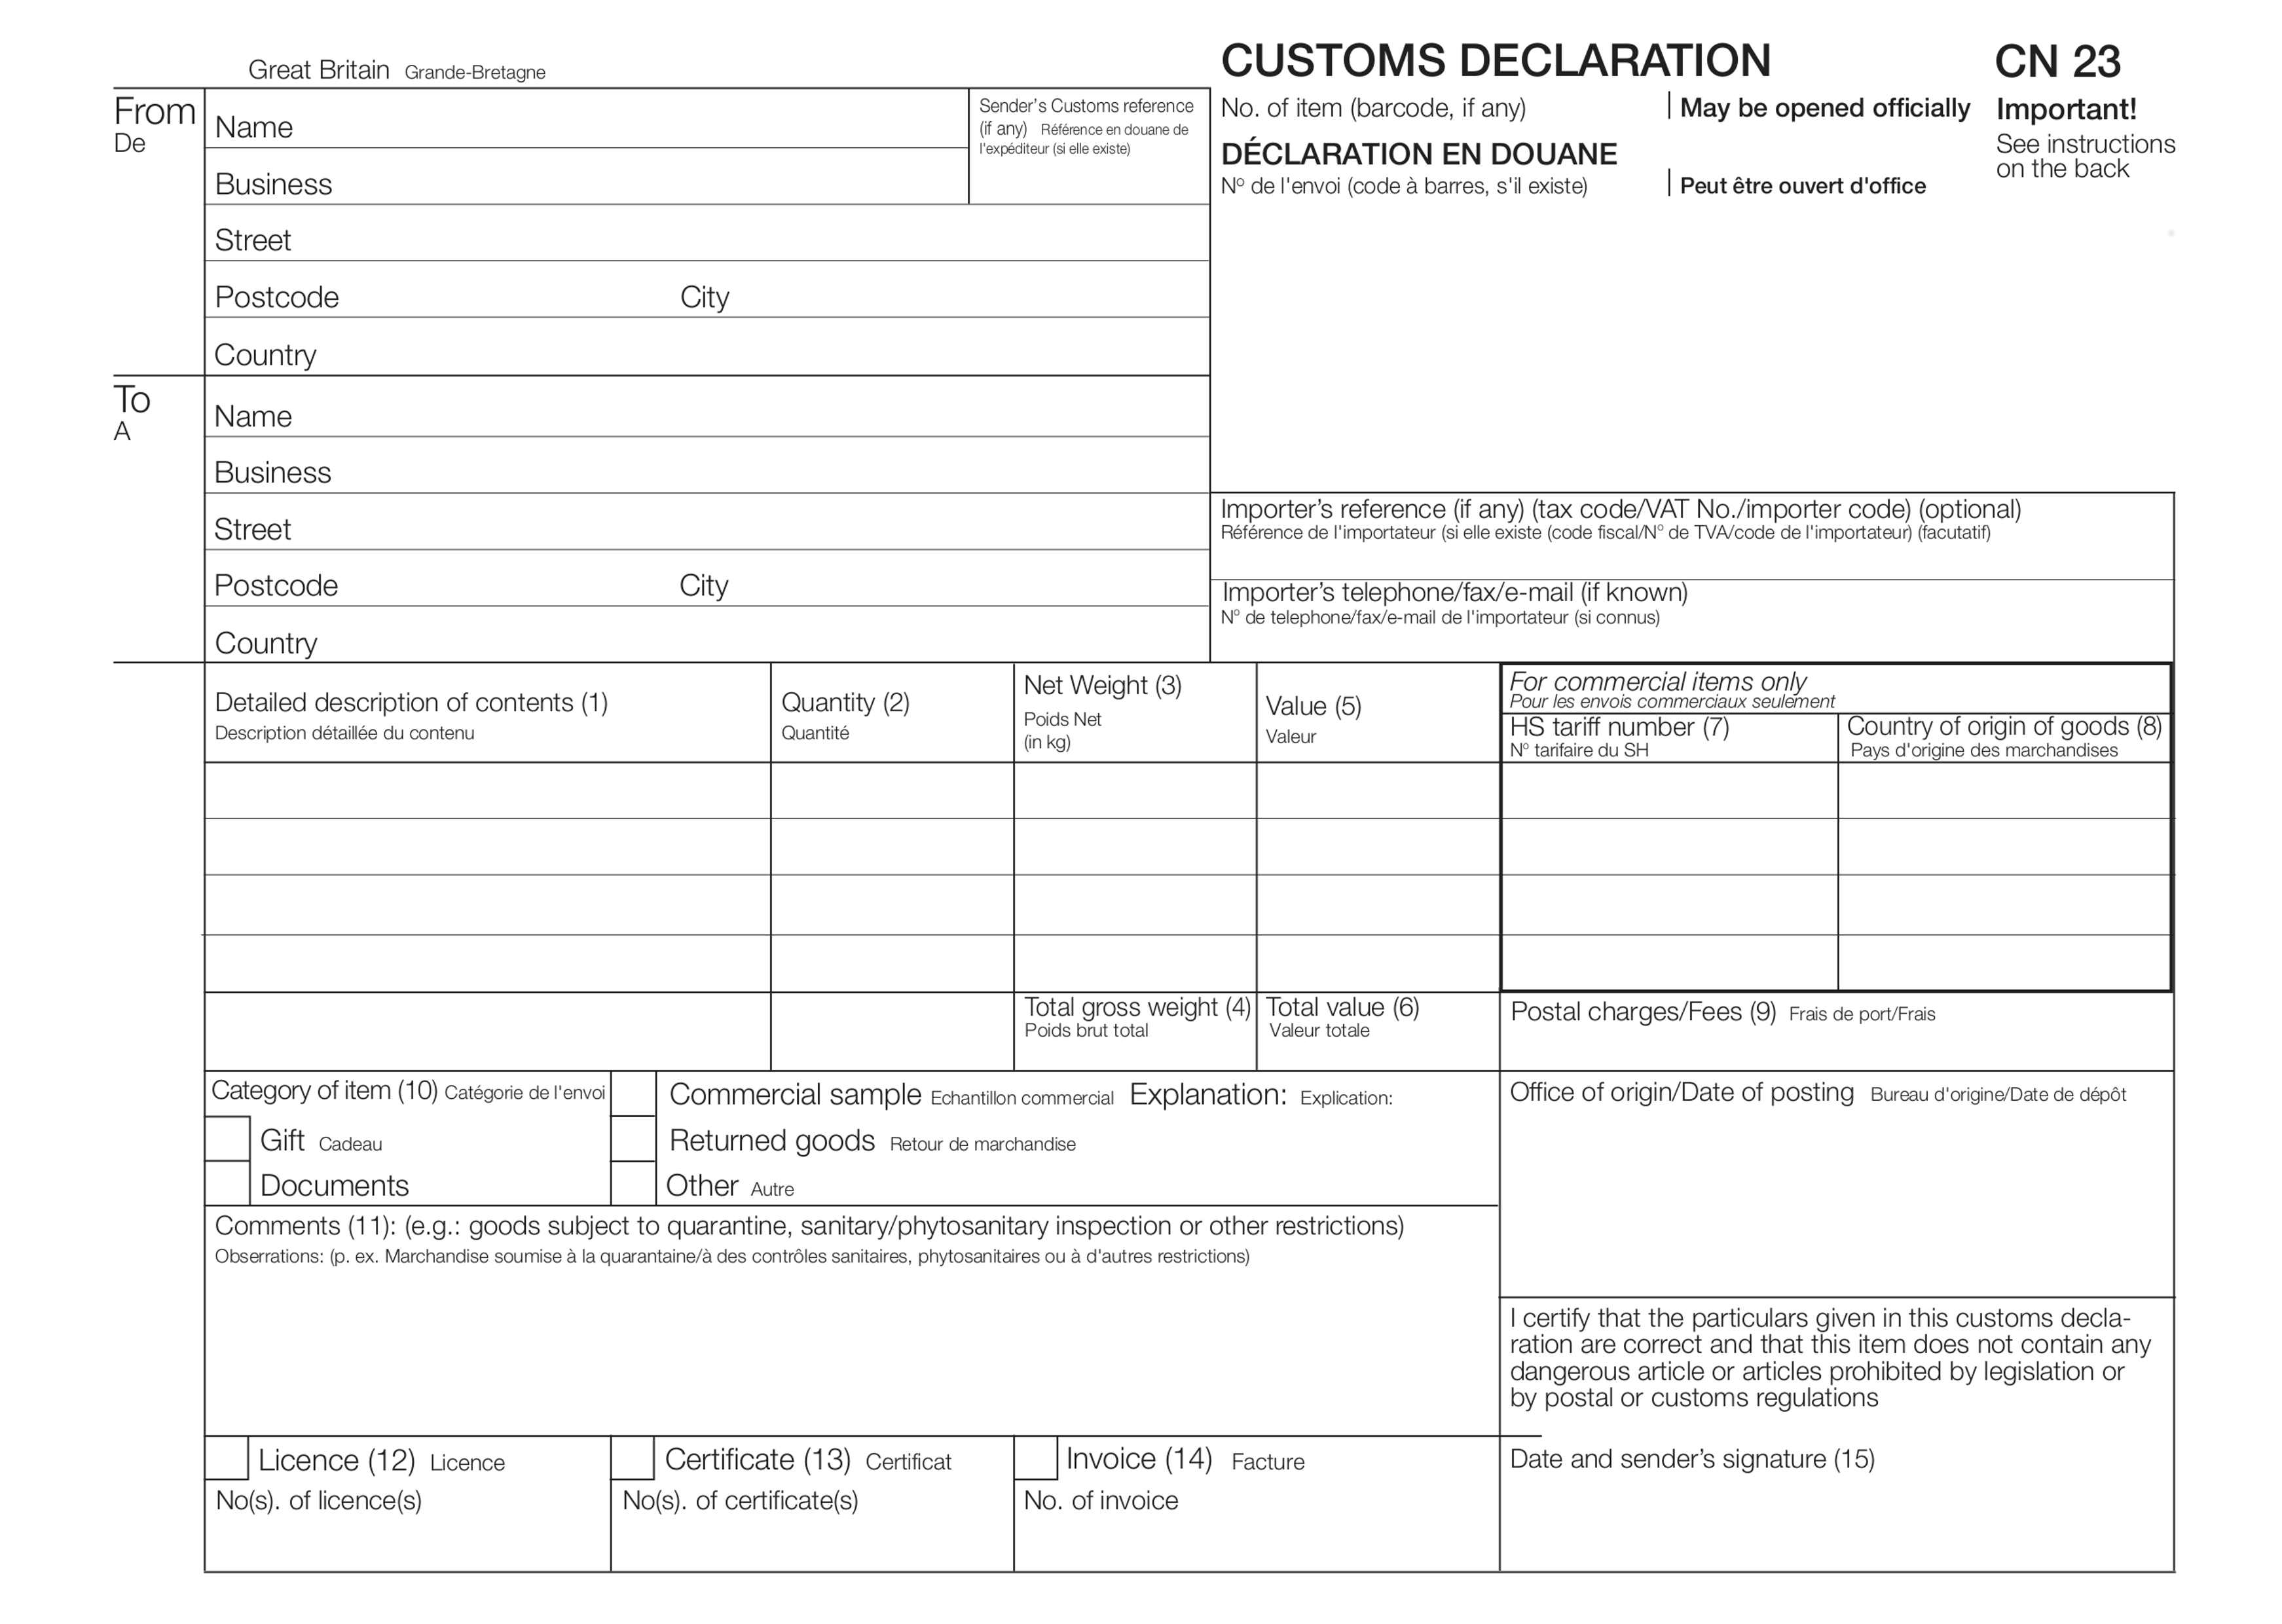 Great Britain Grande-Bretagne
CUSTOMS DECLARATION
CN 23
No. of item (barcode, if any)
May be opened officially
Important!
See instructions
on the back
DÉCLARATION EN DOUANE
Nº de l'envoi (code à barres, s'il existe)
Peut être ouvert d'office
From
De
Name
Sender's Customs reference
(if any) Référence en douane de
l'expéditeur (si elle existe)
Business
Street
Postcode City
Country
To
A
Name
Business
Street
Postcode City
Country
Importer's reference (if any) (tax code/VAT No./importer code) (optional)
Référence de l'importateur (si elle existe (code fiscal/Nº de TVA/code de l'importateur) (facutatif)
Importer's telephone/fax/e-mail (if known)
Nº de telephone/fax/e-mail de l'importateur (si connus)
Detailed description of contents (1)
Description détaillée du contenu
Quantity (2)
Quantité
Net Weight (3)
Poids Net
(in kg)
Value (5)
Valeur
For commercial items only
Pour les envois commerciaux seulement
HS tariff number (7)
Nº tarifaire du SH
Country of origin of goods (8)
Pays d'origine des marchandises
Total gross weight (4)
Poids brut total
Total value (6)
Valeur totale
Postal charges/Fees (9) Frais de port/Frais
Category of item (10) Catégorie de l'envoi
Commercial sample Echantillon commercial Explanation: Explication:
Gift Cadeau
Returned goods Retour de marchandise
Documents
Other Autre
Office of origin/Date of posting Bureau d'origine/Date de dépôt
Comments (11): (e.g.: goods subject to quarantine, sanitary/phytosanitary inspection or other restrictions)
Obserrations: (p. ex. Marchandise soumise à la quarantaine/à des contrôles sanitaires, phytosanitaires ou à d'autres restrictions)
I certify that the particulars given in this customs decla-
ration are correct and that this item does not contain any
dangerous article or articles prohibited by legislation or
by postal or customs regulations
Licence (12) Licence
No(s). of licence(s)
Certificate (13) Certificat
No(s). of certificate(s)
Invoice (14) Facture
No. of invoice
Date and sender's signature (15)